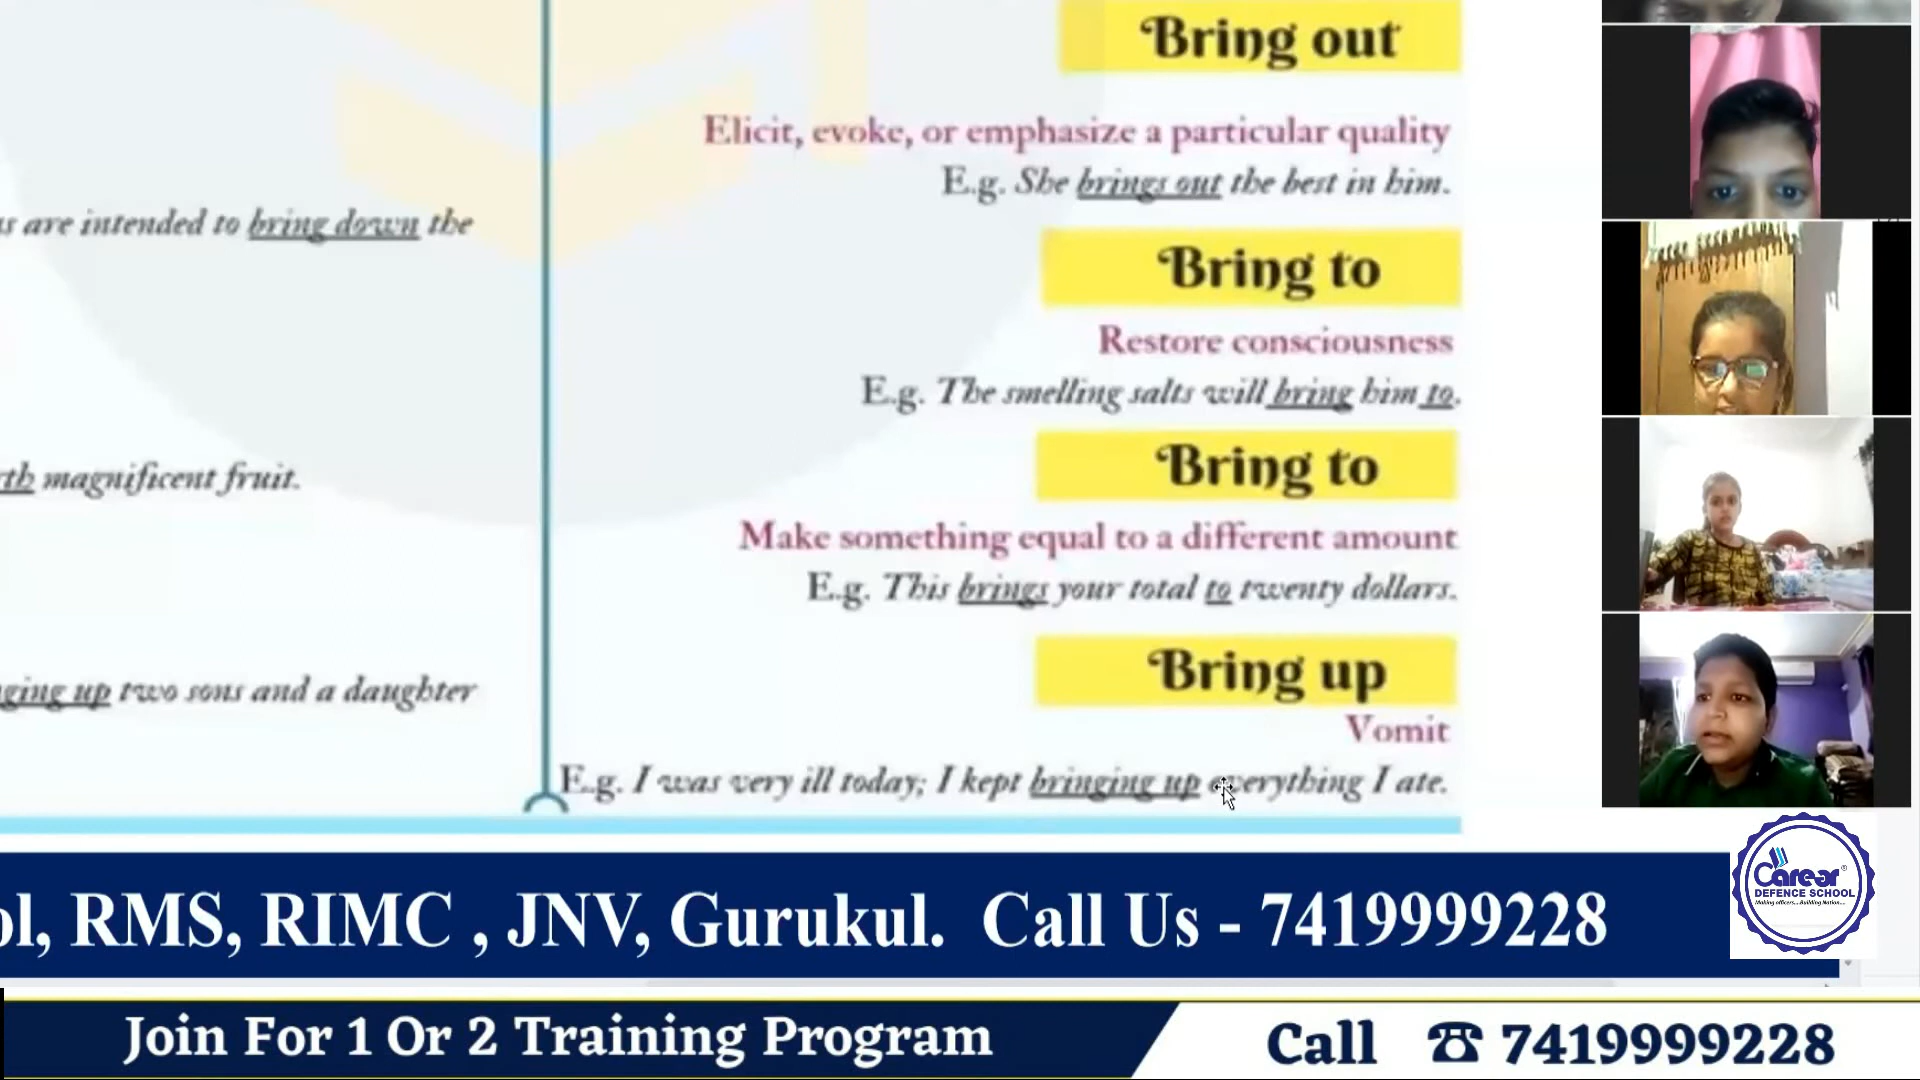 are intended to bring down the
magnificent fruit.
up two sons and a daughter
Bring out
Elicit, evoke, or emphasize a particular quality
E.g. She brings out the best in him.
Bring to
Restore consciousness
E.g. The smelling salts will bring him to.
Bring to
Make something equal to a different amount
E.g. This brings your total to twenty dollars.
Bring up
Vomit
E.g. I was very ill today; I kept bringing up everything I ate.
Career
DEFENCE SCHOOL
Making officers... Building Nation...
RMS, RIMC , JNV, Gurukul. Call Us - 7419999228
Join For 1 Or 2 Training Program
Call ☎ 7419999228